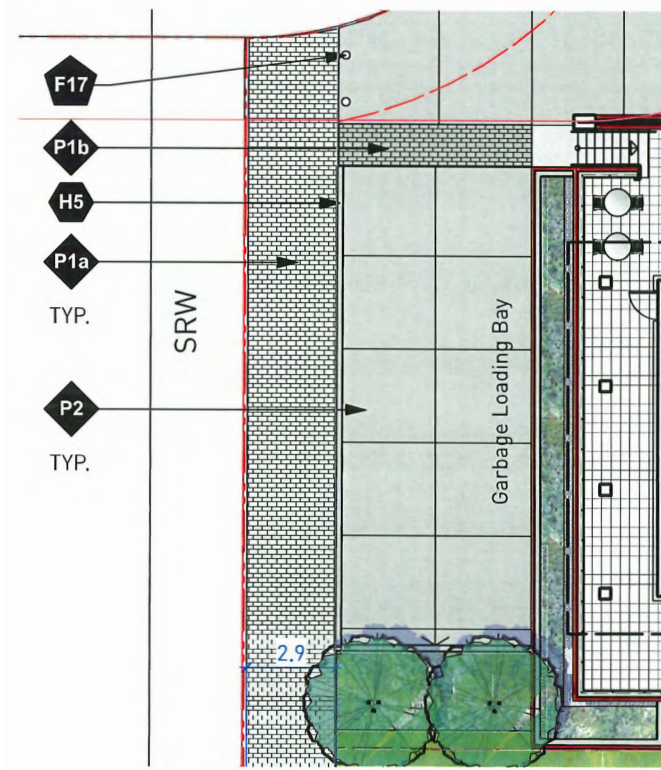 F17
P1b
H5
P1a
TYP.
SRW
P2
TYP.
Garbage Loading Bay
2.9